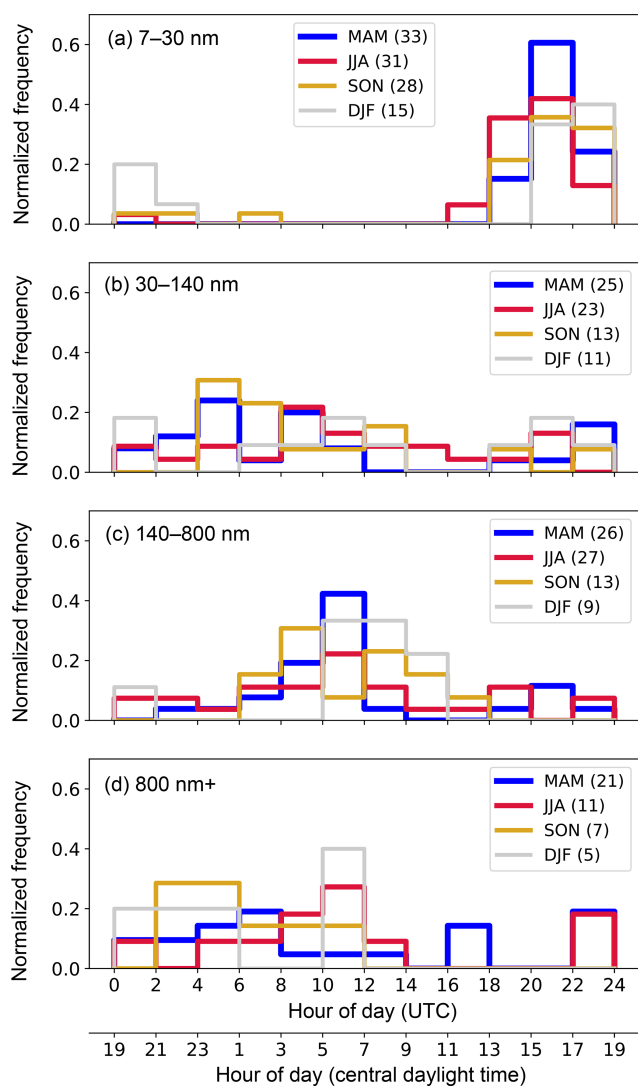 (a) 7–30 nm
MAM (33)
JJA (31)
SON (28)
DJF (15)
Normalized frequency
0.6
0.4
0.2
0.0
(b) 30–140 nm
MAM (25)
JJA (23)
SON (13)
DJF (11)
Normalized frequency
0.6
0.4
0.2
0.0
(c) 140–800 nm
MAM (26)
JJA (27)
SON (13)
DJF (9)
Normalized frequency
0.6
0.4
0.2
0.0
(d) 800 nm+
MAM (21)
JJA (11)
SON (7)
DJF (5)
Normalized frequency
0.6
0.4
0.2
0.0
0 2 4 6 8 10 12 14 16 18 20 22 24
Hour of day (UTC)
19 21 23 1 3 5 7 9 11 13 15 17 19
Hour of day (central daylight time)